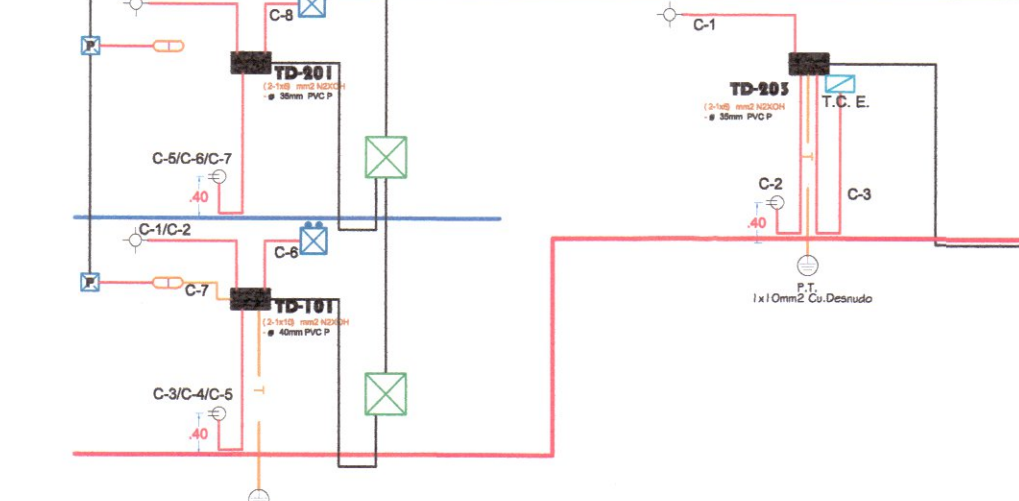 C-8
P
TD-201
(2-1x6) mm2 N2XOH
- ø 35mm PVC P
C-5/C-6/C-7
.40
C-1/C-2
C-6
P
C-7
TD-101
(2-1x10) mm2 N2XOH
- ø 40mm PVC P
C-3/C-4/C-5
.40
C-1
TD-203
(2-1x6) mm2 N2XOH
- ø 35mm PVC P
T.C. E.
C-2
.40
C-3
P.T.
1x10mm2 Cu.Desnudo